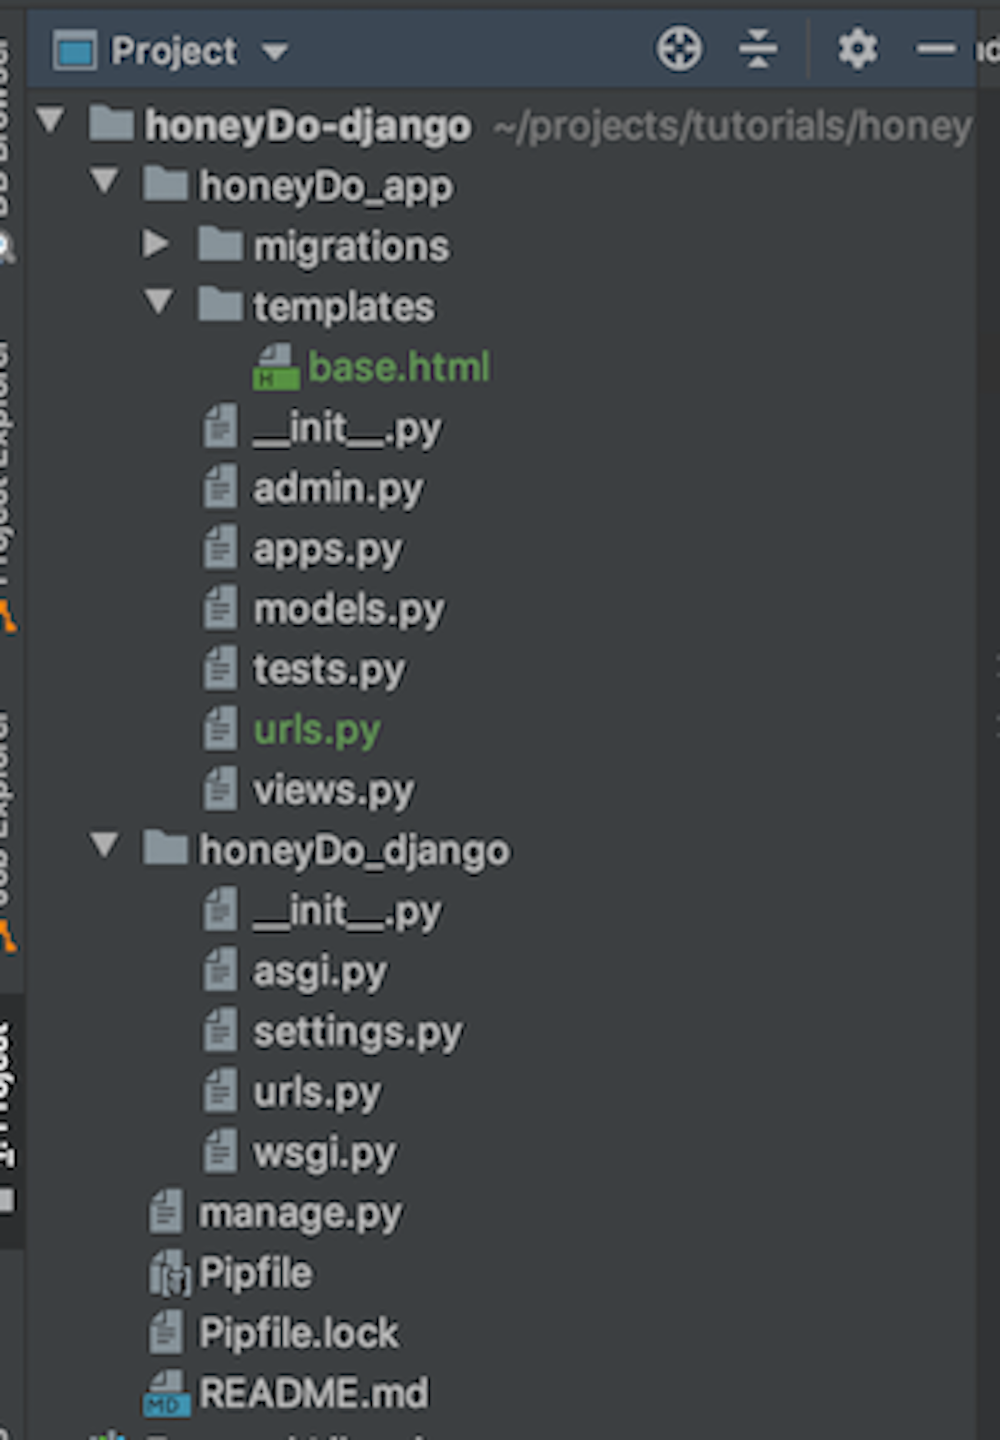 Project
honeyDo-django ~/projects/tutorials/honey
honeyDo_app
migrations
templates
base.html
__init__.py
admin.py
apps.py
models.py
tests.py
urls.py
views.py
honeyDo_django
__init__.py
asgi.py
settings.py
urls.py
wsgi.py
manage.py
Pipfile
Pipfile.lock
MD README.md